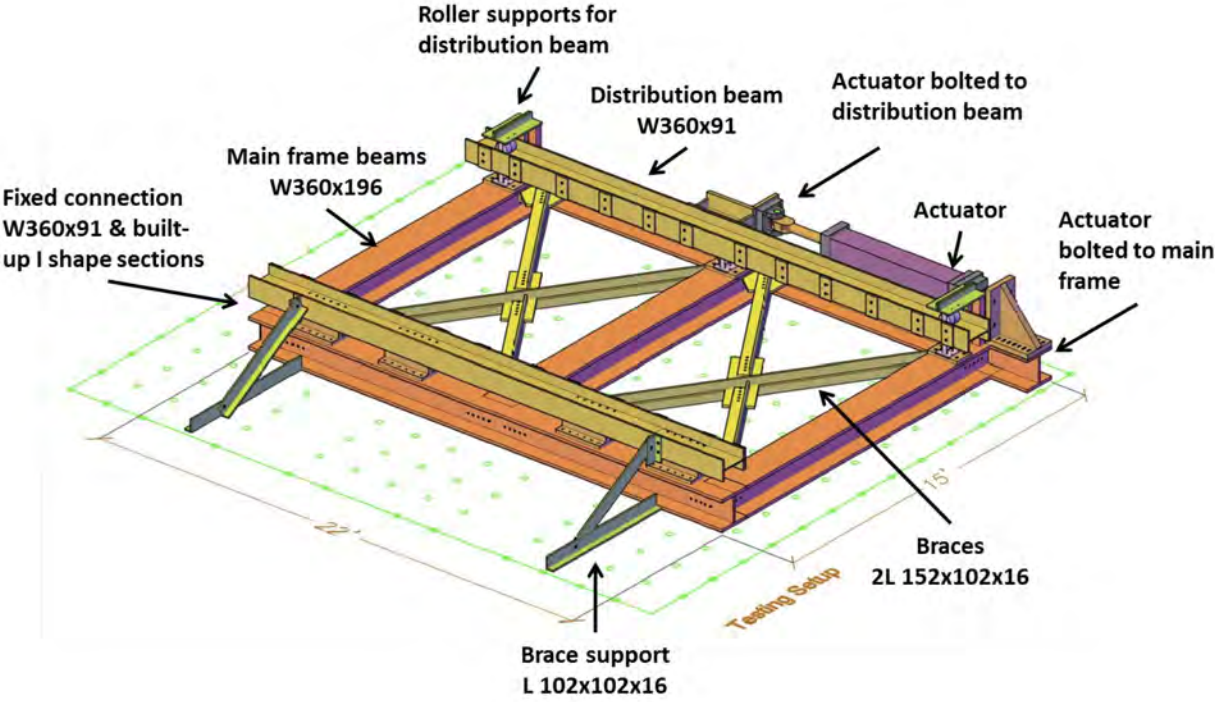 Roller supports for
distribution beam
Distribution beam
W360x91
Actuator bolted to
distribution beam
Main frame beams
W360x196
Fixed connection
W360x91 & built-
up I shape sections
Actuator
Actuator
bolted to main
frame
15'
22'
Braces
2L 152x102x16
Testing Setup
Brace support
L 102x102x16